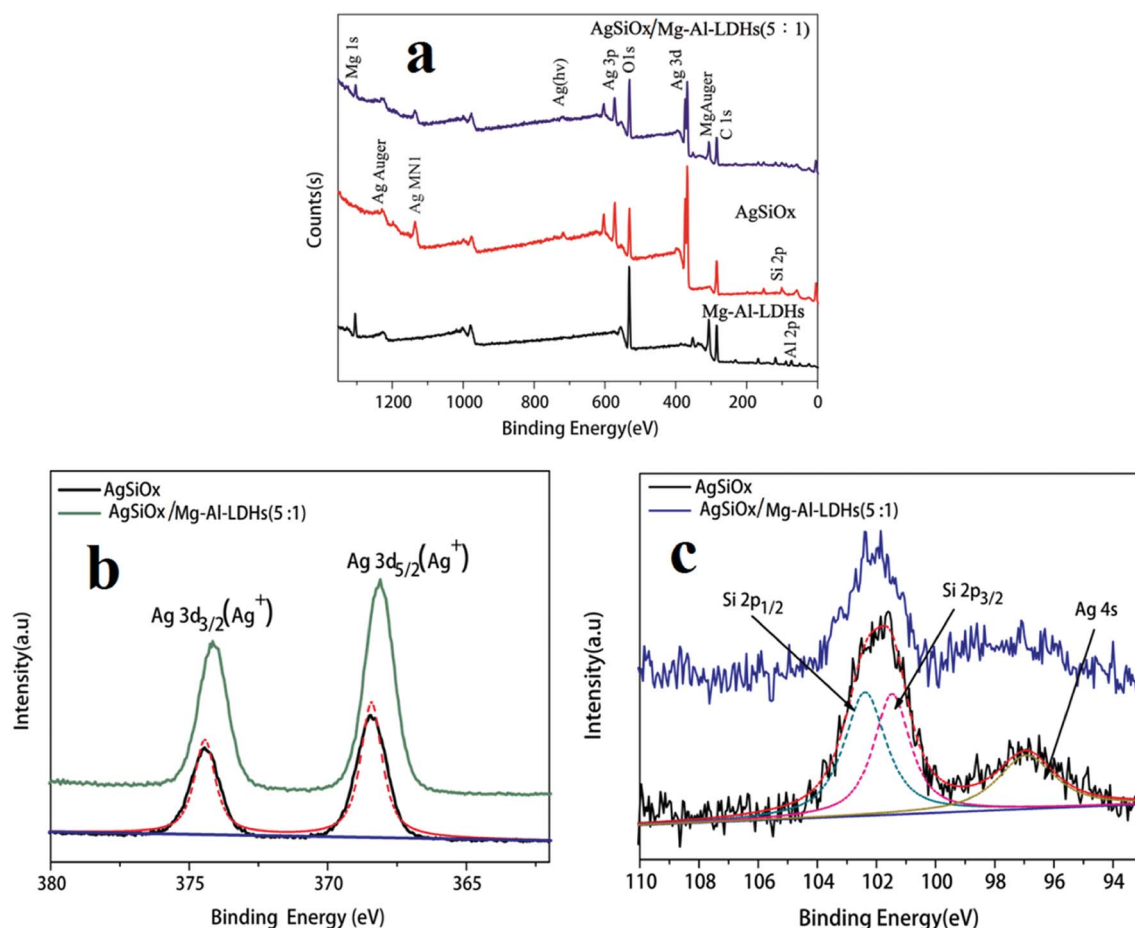 a
AgSiOx/Mg-Al-LDHs(5 : 1)
Mg 1s
Ag(hv)
Ag 3p
O1s
Ag 3d
MgAuger
C 1s
Ag Auger
Ag MN1
AgSiOx
Si 2p
Mg-Al-LDHs
Al 2p
Counts(s)
1200 1000 800 600 400 200 0
Binding Energy(eV)
AgSiOx
AgSiOx/Mg-Al-LDHs(5:1)
b
Ag 3d5/2(Ag+)
Ag 3d3/2(Ag+)
Intensity(a.u)
380 375 370 365
Binding Energy (eV)
AgSiOx
AgSiOx/Mg-Al-LDHs(5:1)
c
Si 2p1/2
Si 2p3/2
Ag 4s
Intensity(a.u)
110 108 106 104 102 100 98 96 94
Binding Energy(eV)